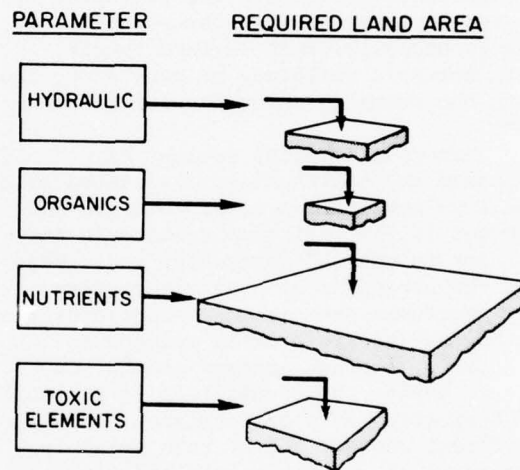 PARAMETER
REQUIRED LAND AREA
HYDRAULIC
ORGANICS
NUTRIENTS
TOXIC
ELEMENTS